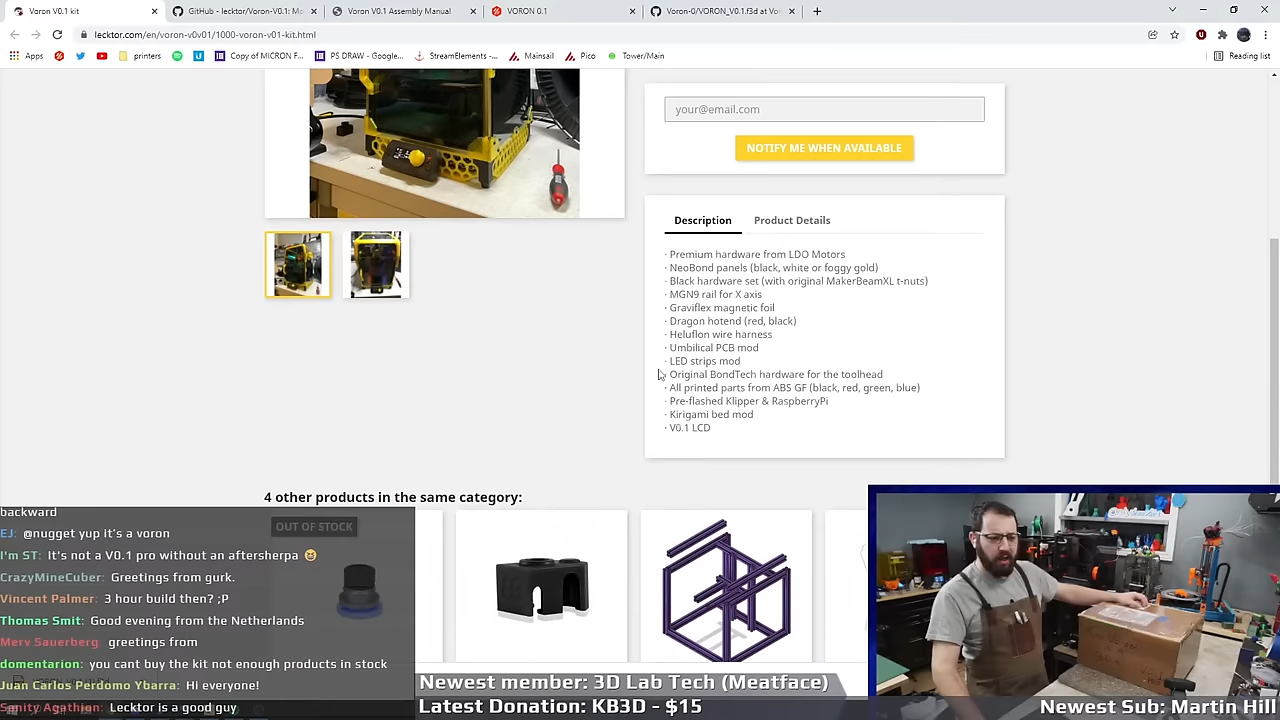 Voron V0.1 kit
GitHub - lecktor/Voron-V0.1: Mo
Voron V0.1 Assembly Manual
VORON 0.1
Voron-0/VORON_V0.1.f3d at Vo
lecktor.com/en/voron-v0v01/1000-voron-v01-kit.html
Apps
printers
Copy of MICRON F...
PS DRAW - Google...
StreamElements -...
Mainsail
Pico
Tower/Main
Reading list
your@email.com
NOTIFY ME WHEN AVAILABLE
Description
Product Details
· Premium hardware from LDO Motors
· NeoBond panels (black, white or foggy gold)
· Black hardware set (with original MakerBeamXL t-nuts)
· MGN9 rail for X axis
· Graviflex magnetic foil
· Dragon hotend (red, black)
· Heluflon wire harness
· Umbilical PCB mod
· LED strips mod
· Original BondTech hardware for the toolhead
· All printed parts from ABS GF (black, red, green, blue)
· Pre-flashed Klipper & RaspberryPi
· Kirigami bed mod
· V0.1 LCD
4 other products in the same category:
OUT OF STOCK
backward
EJ: @nugget yup it's a voron
I'm ST: It's not a V0.1 pro without an aftersherpa 😆
CrazyMineCuber: Greetings from gurk.
Vincent Palmer: 3 hour build then? ;P
Thomas Smit: Good evening from the Netherlands
Merv Sauerberg: greetings from
domentarion: you cant buy the kit not enough products in stock
Juan Carlos Perdomo Ybarra: Hi everyone!
Sanity Agathion: Lecktor is a good guy
Newest member: 3D Lab Tech (Meatface)
Latest Donation: KB3D - $15
Newest Sub: Martin Hill